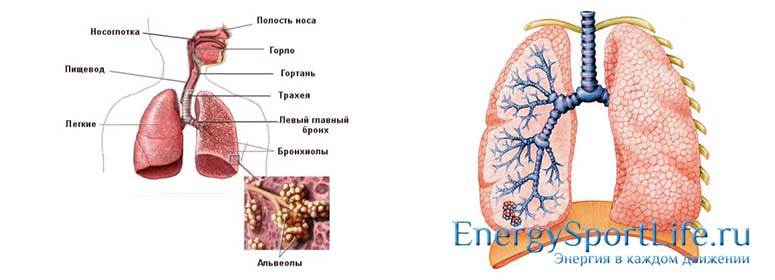 Полость носа
Носоглотка
Горло
Пищевод
Гортань
Трахея
Легкие
Левый главный
бронх
Бронхиолы
Альвеолы
EnergySportLife.ru
Энергия в каждом движении